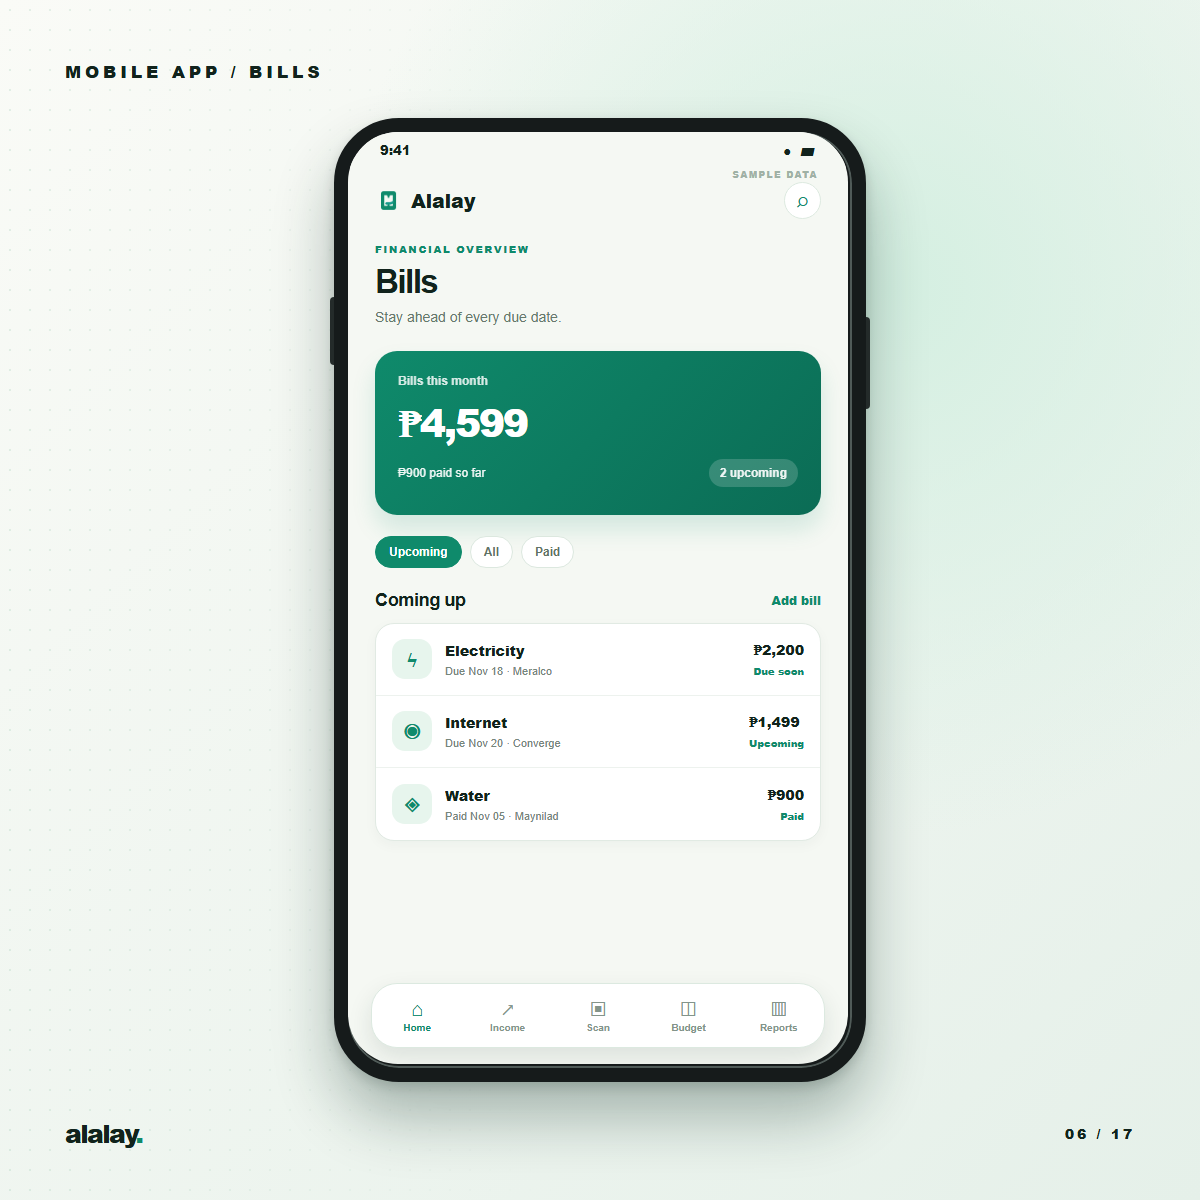 MOBILE APP / BILLS
9:41
SAMPLE DATA
Alalay
FINANCIAL OVERVIEW
Bills
Stay ahead of every due date.
Bills this month
₱4,599
₱900 paid so far
2 upcoming
Upcoming
All
Paid
Coming up
Add bill
Electricity
₱2,200
Due Nov 18 · Meralco
Due soon
Internet
₱1,499
Due Nov 20 · Converge
Upcoming
Water
₱900
Paid Nov 05 · Maynilad
Paid
Home
Income
Scan
Budget
Reports
alalay.
06 / 17